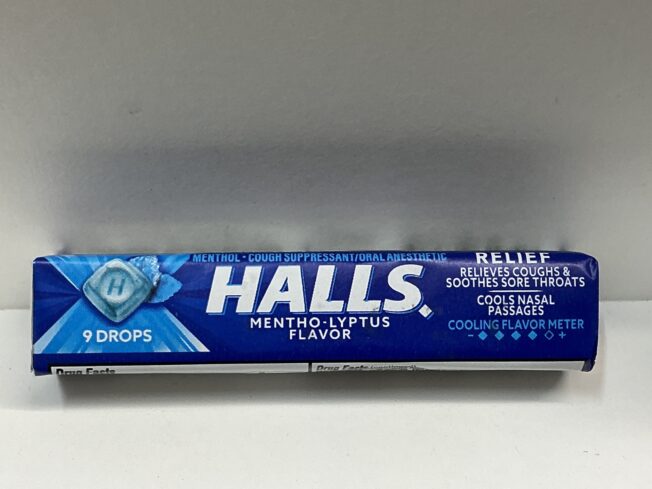 MENTHOL - COUGH SUPPRESSANT/ORAL ANESTHETIC
HALLS
MENTHO-LYPTUS
FLAVOR
H
9 DROPS
RELIEF
RELIEVES COUGHS &
SOOTHES SORE THROATS
COOLS NASAL
PASSAGES
COOLING FLAVOR METER
- +
Drug Facts
Drug Facts